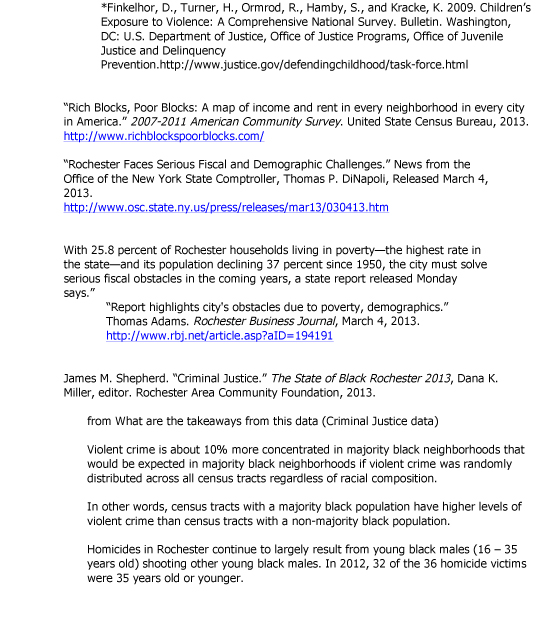 *Finkelhor, D., Turner, H., Ormrod, R., Hamby, S., and Kracke, K. 2009. Children’s
Exposure to Violence: A Comprehensive National Survey. Bulletin. Washington,
DC: U.S. Department of Justice, Office of Justice Programs, Office of Juvenile
Justice and Delinquency
Prevention.http://www.justice.gov/defendingchildhood/task-force.html
“Rich Blocks, Poor Blocks: A map of income and rent in every neighborhood in every city
in America.” 2007-2011 American Community Survey. United State Census Bureau, 2013.
http://www.richblockspoorblocks.com/
“Rochester Faces Serious Fiscal and Demographic Challenges.” News from the
Office of the New York State Comptroller, Thomas P. DiNapoli, Released March 4,
2013.
http://www.osc.state.ny.us/press/releases/mar13/030413.htm
With 25.8 percent of Rochester households living in poverty—the highest rate in
the state—and its population declining 37 percent since 1950, the city must solve
serious fiscal obstacles in the coming years, a state report released Monday
says.”
“Report highlights city's obstacles due to poverty, demographics.”
Thomas Adams. Rochester Business Journal, March 4, 2013.
http://www.rbj.net/article.asp?aID=194191
James M. Shepherd. “Criminal Justice.” The State of Black Rochester 2013, Dana K.
Miller, editor. Rochester Area Community Foundation, 2013.
from What are the takeaways from this data (Criminal Justice data)
Violent crime is about 10% more concentrated in majority black neighborhoods that
would be expected in majority black neighborhoods if violent crime was randomly
distributed across all census tracts regardless of racial composition.
In other words, census tracts with a majority black population have higher levels of
violent crime than census tracts with a non-majority black population.
Homicides in Rochester continue to largely result from young black males (16 – 35
years old) shooting other young black males. In 2012, 32 of the 36 homicide victims
were 35 years old or younger.